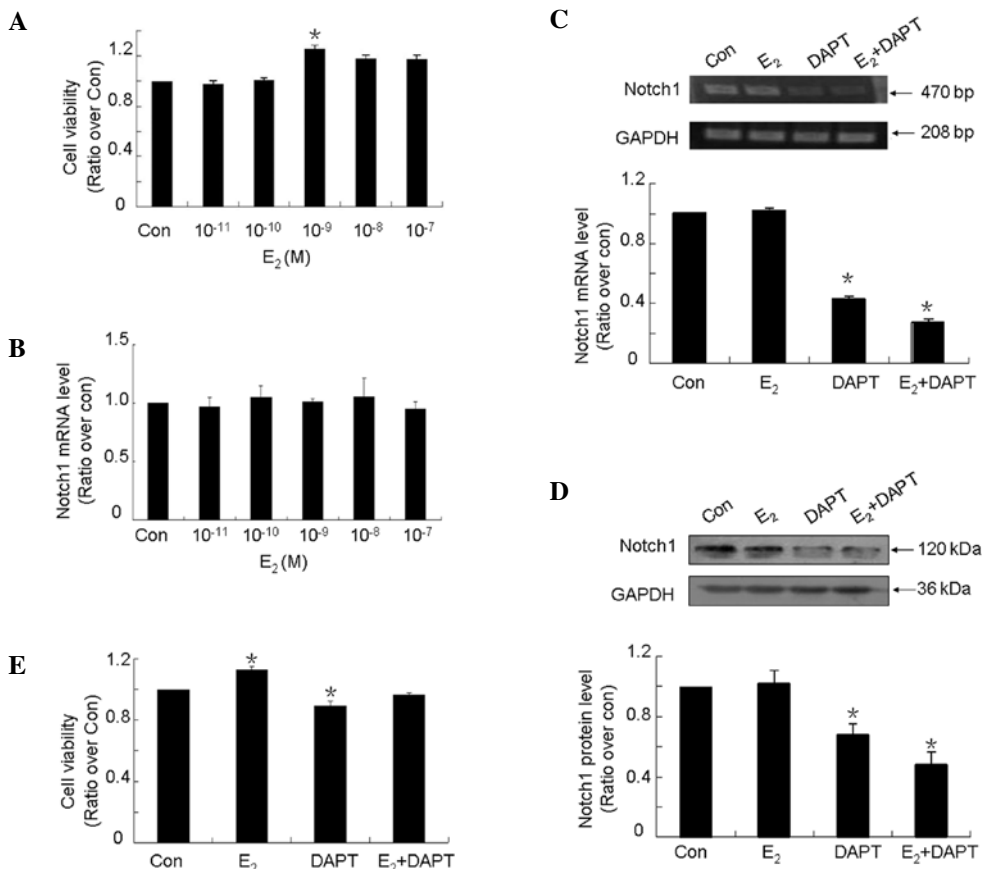 A
Cell viability
(Ratio over Con)
1.2
0.8
0.4
0
*
Con 10⁻¹¹ 10⁻¹⁰ 10⁻⁹ 10⁻⁸ 10⁻⁷
E₂ (M)
B
Notch1 mRNA level
(Ratio over con)
1.5
1.0
0.5
0
Con 10⁻¹¹ 10⁻¹⁰ 10⁻⁹ 10⁻⁸ 10⁻⁷
E₂ (M)
E
Cell viability
(Ratio over Con)
1.2
0.8
0.4
0
* *
Con E₂ DAPT E₂+DAPT
C
Con E₂ DAPT E₂+DAPT
Notch1 470 bp
GAPDH 208 bp
Notch1 mRNA level
(Ratio over con)
1.2
0.8
0.4
0
* *
Con E₂ DAPT E₂+DAPT
D
Con E₂ DAPT E₂+DAPT
Notch1 120 kDa
GAPDH 36 kDa
Notch1 protein level
(Ratio over con)
1.2
0.8
0.4
0
* *
Con E₂ DAPT E₂+DAPT